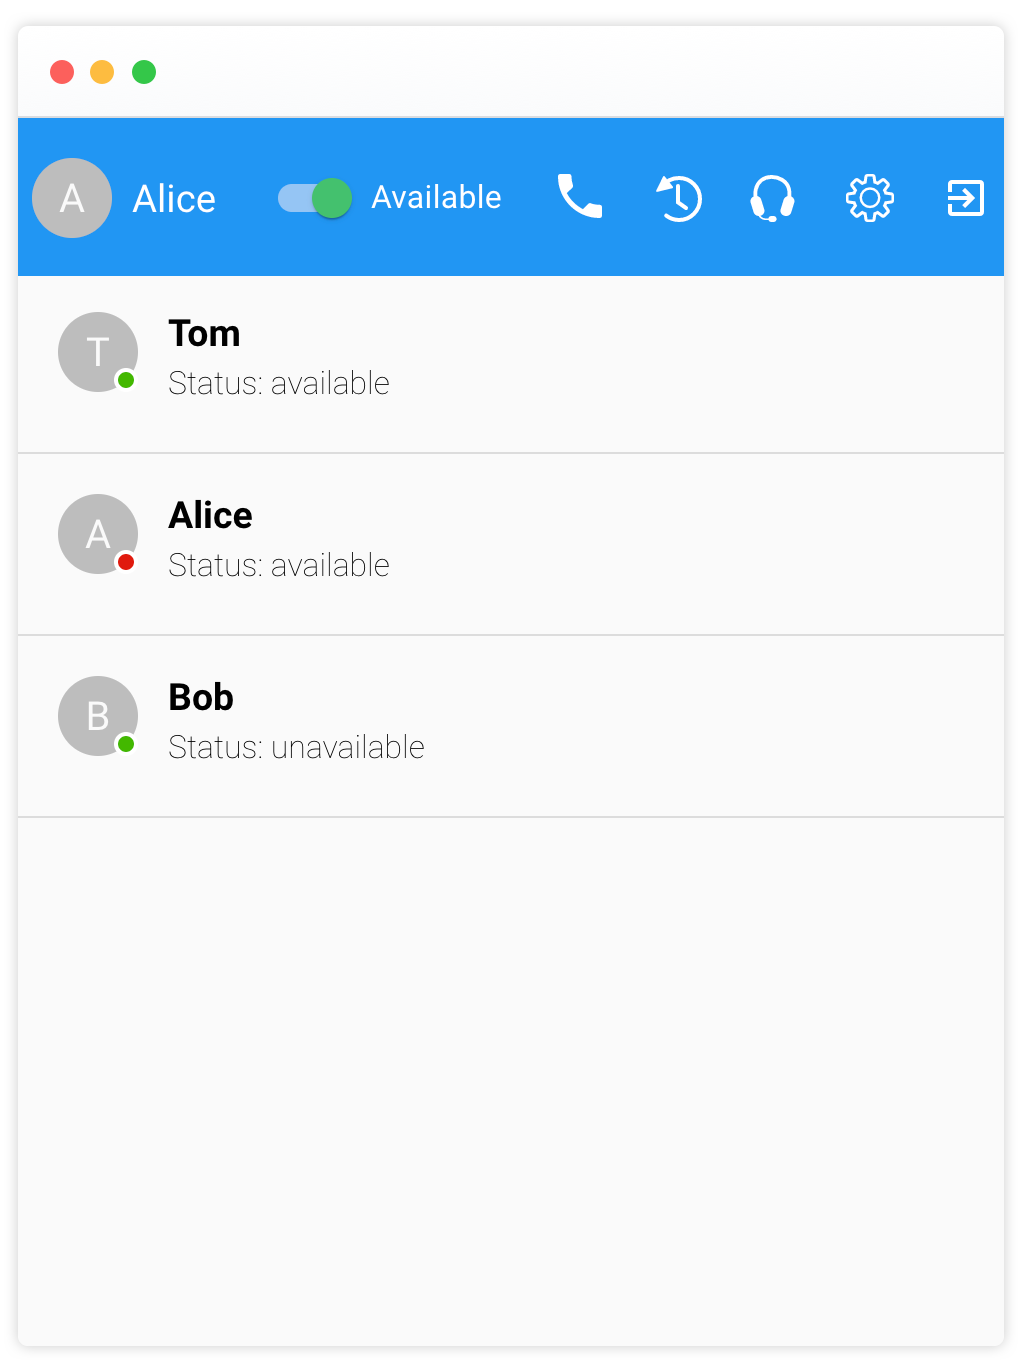 A Alice Available
T
Tom
Status: available
A
Alice
Status: available
B
Bob
Status: unavailable